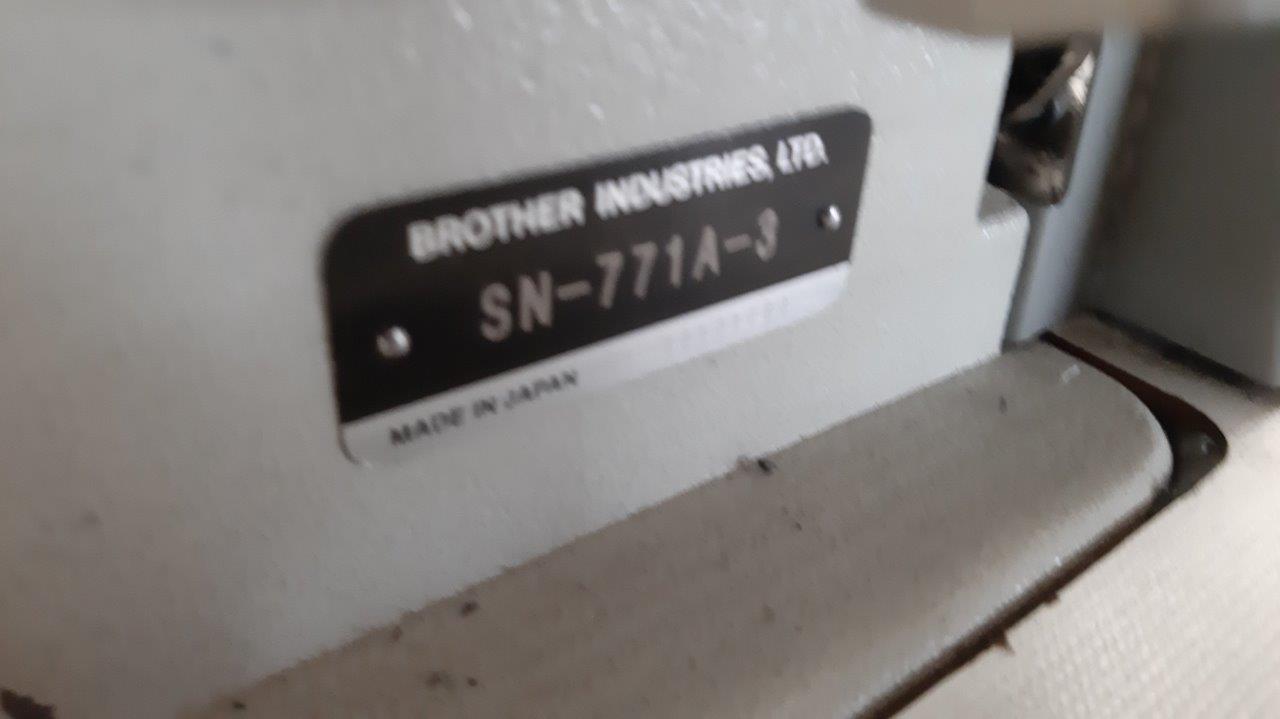 BROTHER INDUSTRIES, LTD.
SN-771A-3
MADE IN JAPAN